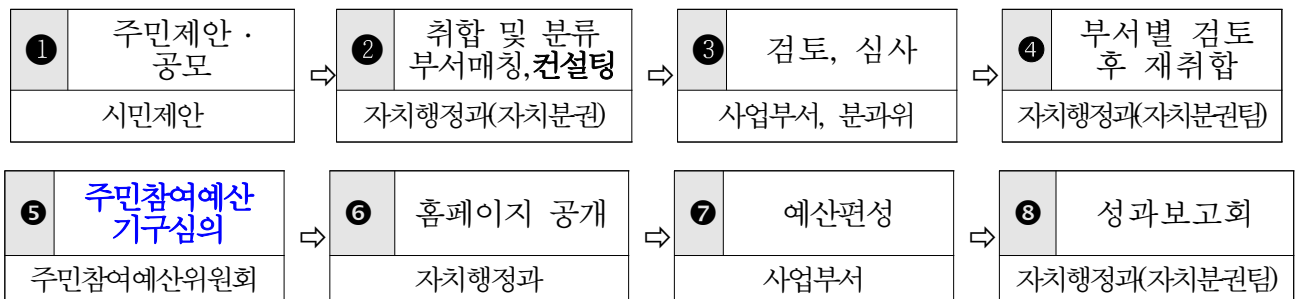 ❶ 주민제안 · 공모
시민제안
⇨
❷ 취합 및 분류 부서매칭,컨설팅
자치행정과(자치분권)
⇨
❸ 검토, 심사
사업부서, 분과위
⇨
❹ 부서별 검토 후 재취합
자치행정과(자치분권팀)
❺ 주민참여예산 기구심의
주민참여예산위원회
⇨
❻ 홈페이지 공개
자치행정과
⇨
❼ 예산편성
사업부서
⇨
❽ 성과보고회
자치행정과(자치분권팀)